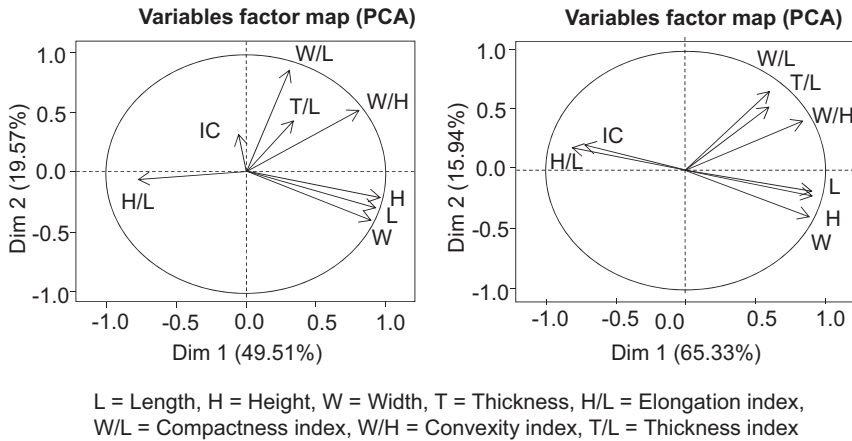 Variables factor map (PCA)
Dim 2 (19.57%)
1.0
0.5
0.0
-0.5
-1.0
W/L
W/H
T/L
IC
H/L
H
L
W
-1.0 -0.5 0.0 0.5 1.0
Dim 1 (49.51%)
Variables factor map (PCA)
Dim 2 (15.94%)
1.0
0.5
0.0
-0.5
-1.0
W/L
T/L
W/H
IC
H/L
L
H
W
-1.0 -0.5 0.0 0.5 1.0
Dim 1 (65.33%)
L = Length, H = Height, W = Width, T = Thickness, H/L = Elongation index,
W/L = Compactness index, W/H = Convexity index, T/L = Thickness index